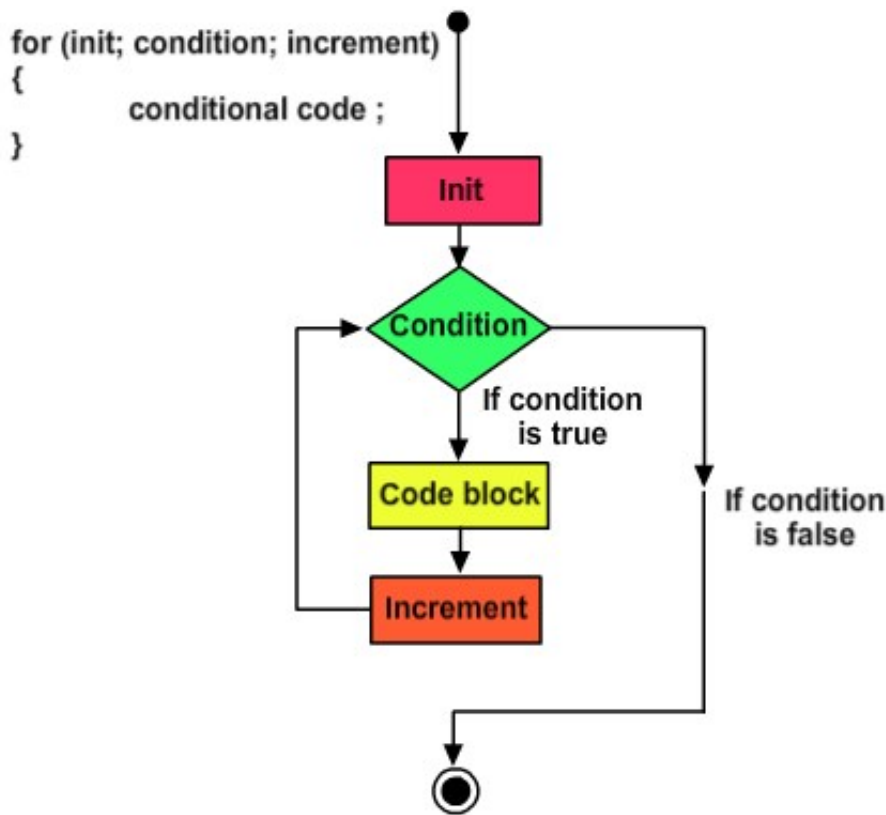 for (init; condition; increment)
{
conditional code ;
}
Init
Condition
If condition
is true
Code block
If condition
is false
Increment